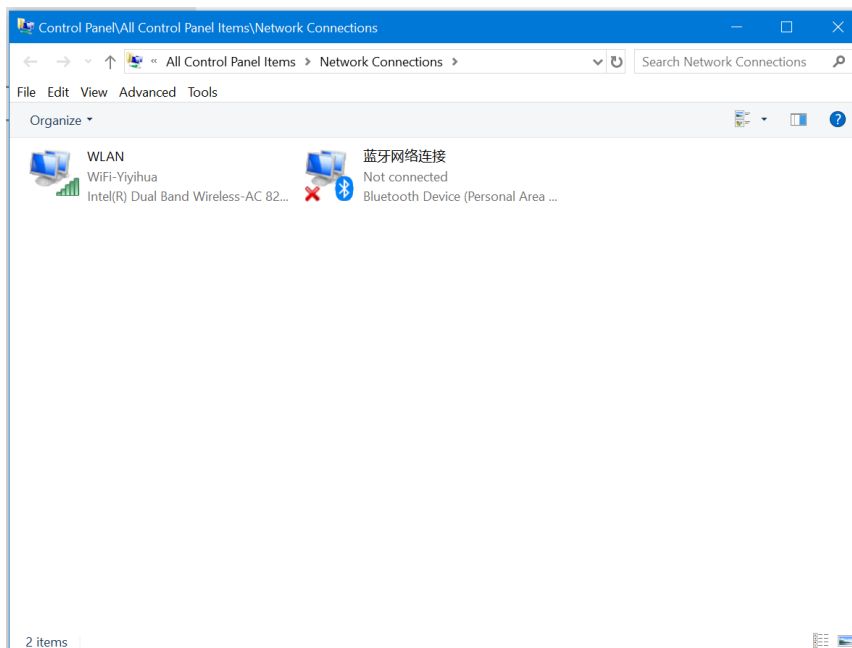 Control Panel\All Control Panel Items\Network Connections
« All Control Panel Items > Network Connections >
Search Network Connections
File Edit View Advanced Tools
Organize
WLAN
WiFi-Yiyihua
Intel(R) Dual Band Wireless-AC 82...
蓝牙网络连接
Not connected
Bluetooth Device (Personal Area ...
2 items